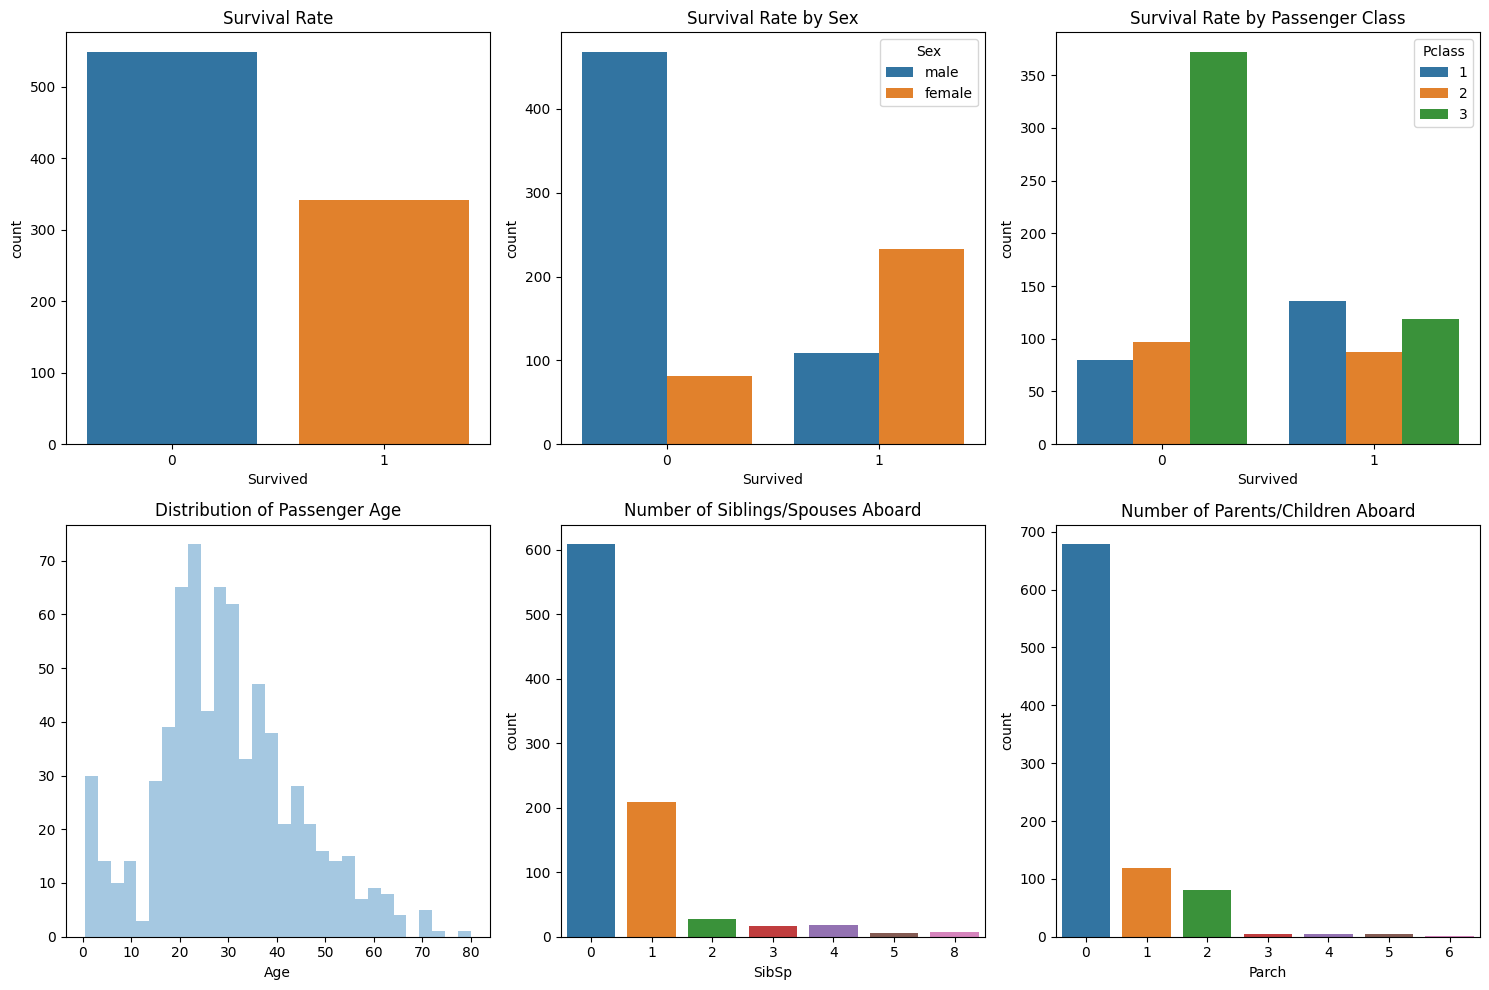 Survival Rate
count
500
400
300
200
100
0
0 1
Survived
Survival Rate by Sex
count
400
300
200
100
0
Sex
male
female
0 1
Survived
Survival Rate by Passenger Class
count
350
300
250
200
150
100
50
0
Pclass
1
2
3
0 1
Survived
Distribution of Passenger Age
70
60
50
40
30
20
10
0
0 10 20 30 40 50 60 70 80
Age
Number of Siblings/Spouses Aboard
count
600
500
400
300
200
100
0
0 1 2 3 4 5 8
SibSp
Number of Parents/Children Aboard
count
700
600
500
400
300
200
100
0
0 1 2 3 4 5 6
Parch